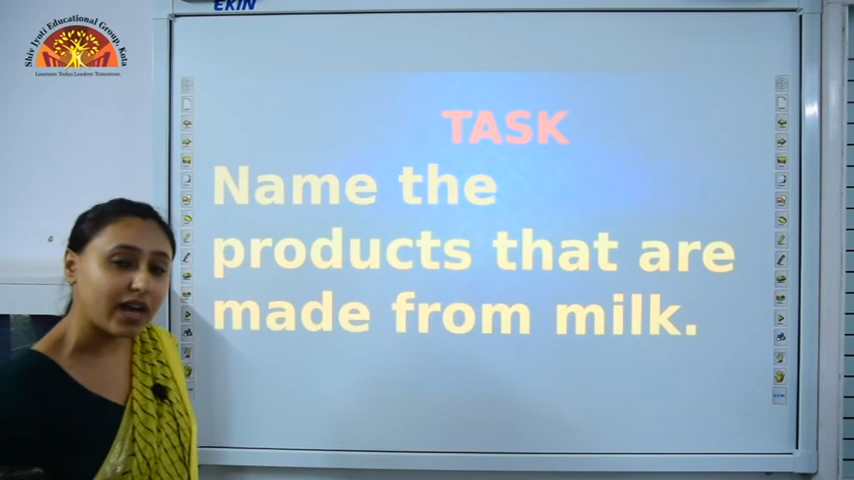 EKIN
Shiv Jyoti Educational Group, Kota
Learners Today, Leaders Tomorrow.
TASK
Name the
products that are
made from milk.